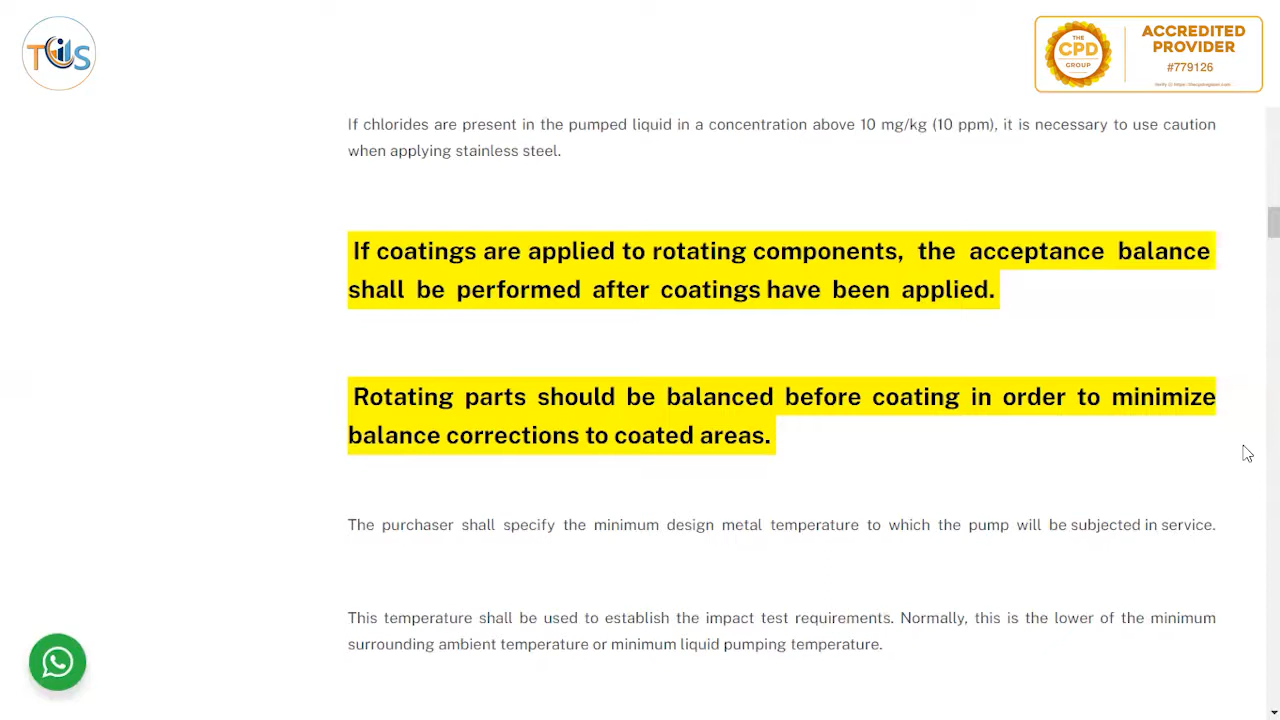 TiS
THE
CPD
GROUP
ACCREDITED
PROVIDER
#779126
If chlorides are present in the pumped liquid in a concentration above 10 mg/kg (10 ppm), it is necessary to use caution
when applying stainless steel.
If coatings are applied to rotating components, the acceptance balance
shall be performed after coatings have been applied.
Rotating parts should be balanced before coating in order to minimize
balance corrections to coated areas.
The purchaser shall specify the minimum design metal temperature to which the pump will be subjected in service.
This temperature shall be used to establish the impact test requirements. Normally, this is the lower of the minimum
surrounding ambient temperature or minimum liquid pumping temperature.